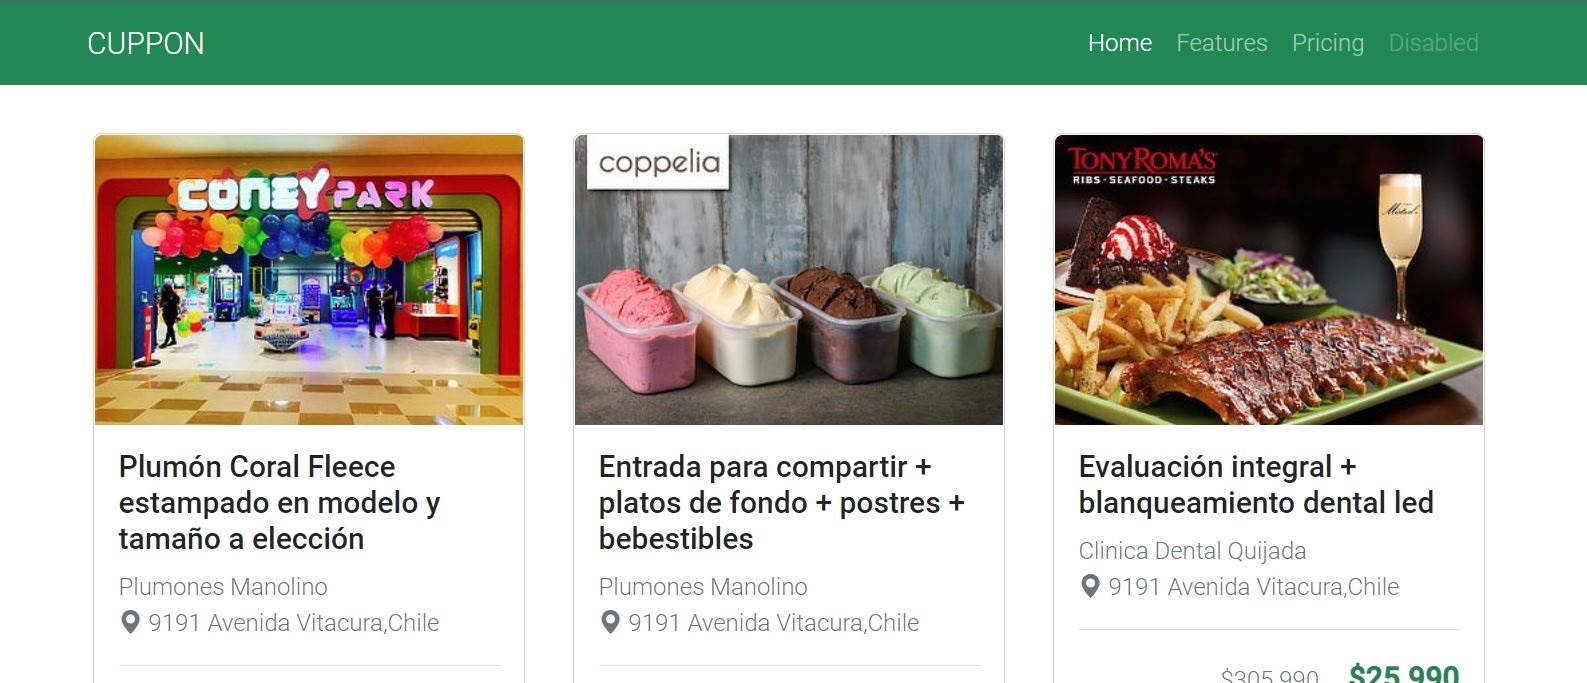 CUPPON
Home Features Pricing Disabled
CONEY PARK
coppelia
TONY ROMA'S
RIBS • SEAFOOD • STEAKS
Mistral
Plumón Coral Fleece
estampado en modelo y
tamaño a elección
Plumones Manolino
9191 Avenida Vitacura,Chile
Entrada para compartir +
platos de fondo + postres +
bebestibles
Plumones Manolino
9191 Avenida Vitacura,Chile
Evaluación integral +
blanqueamiento dental led
Clinica Dental Quijada
9191 Avenida Vitacura,Chile
$305.990 $25.990